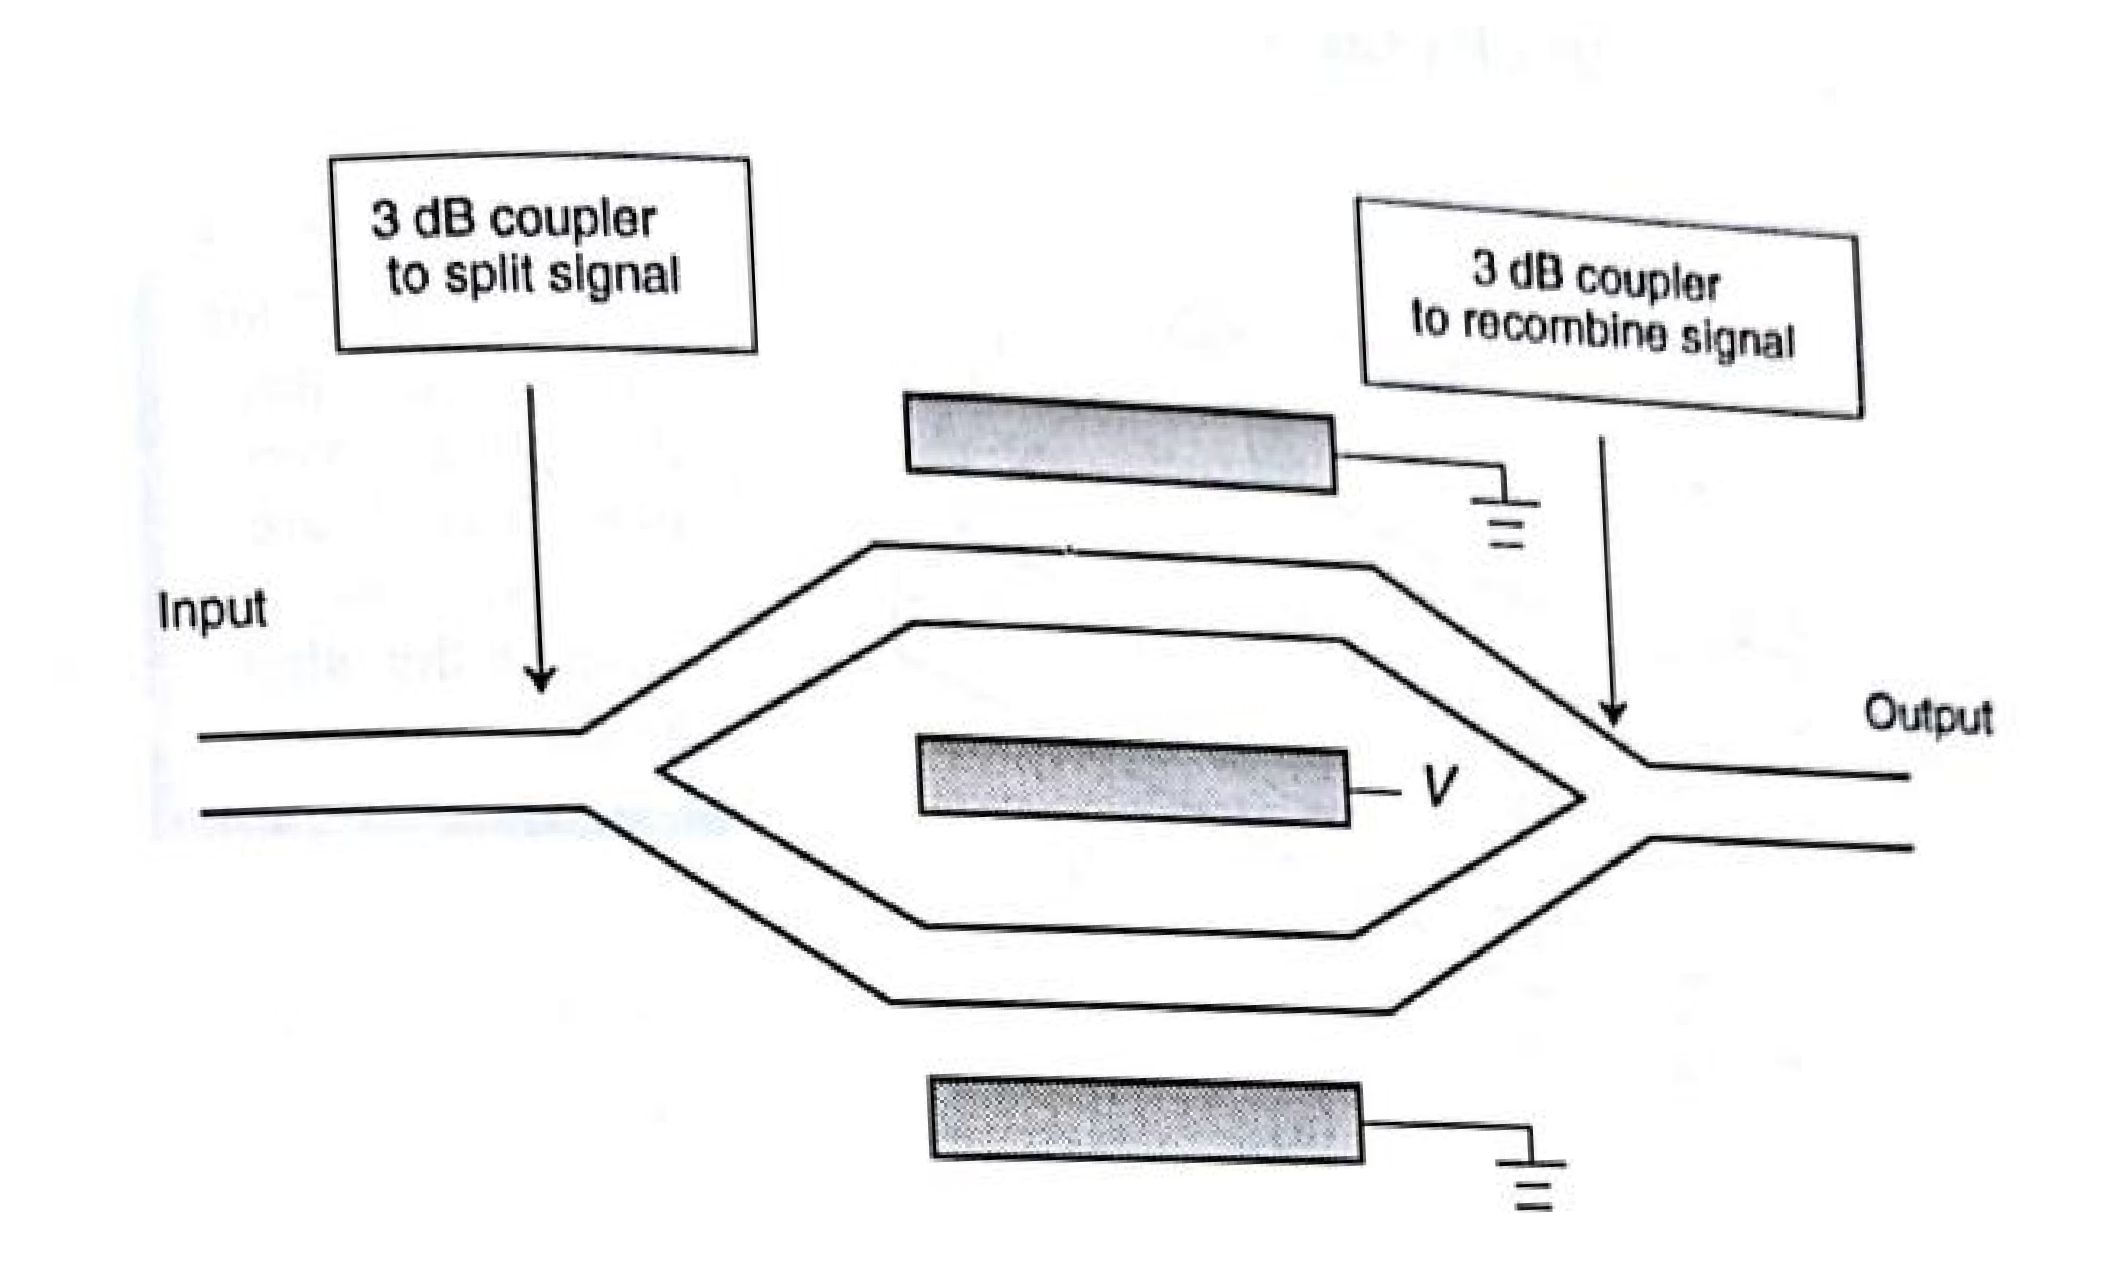 3 dB coupler
to split signal
3 dB coupler
to recombine signal
Input
Output
V